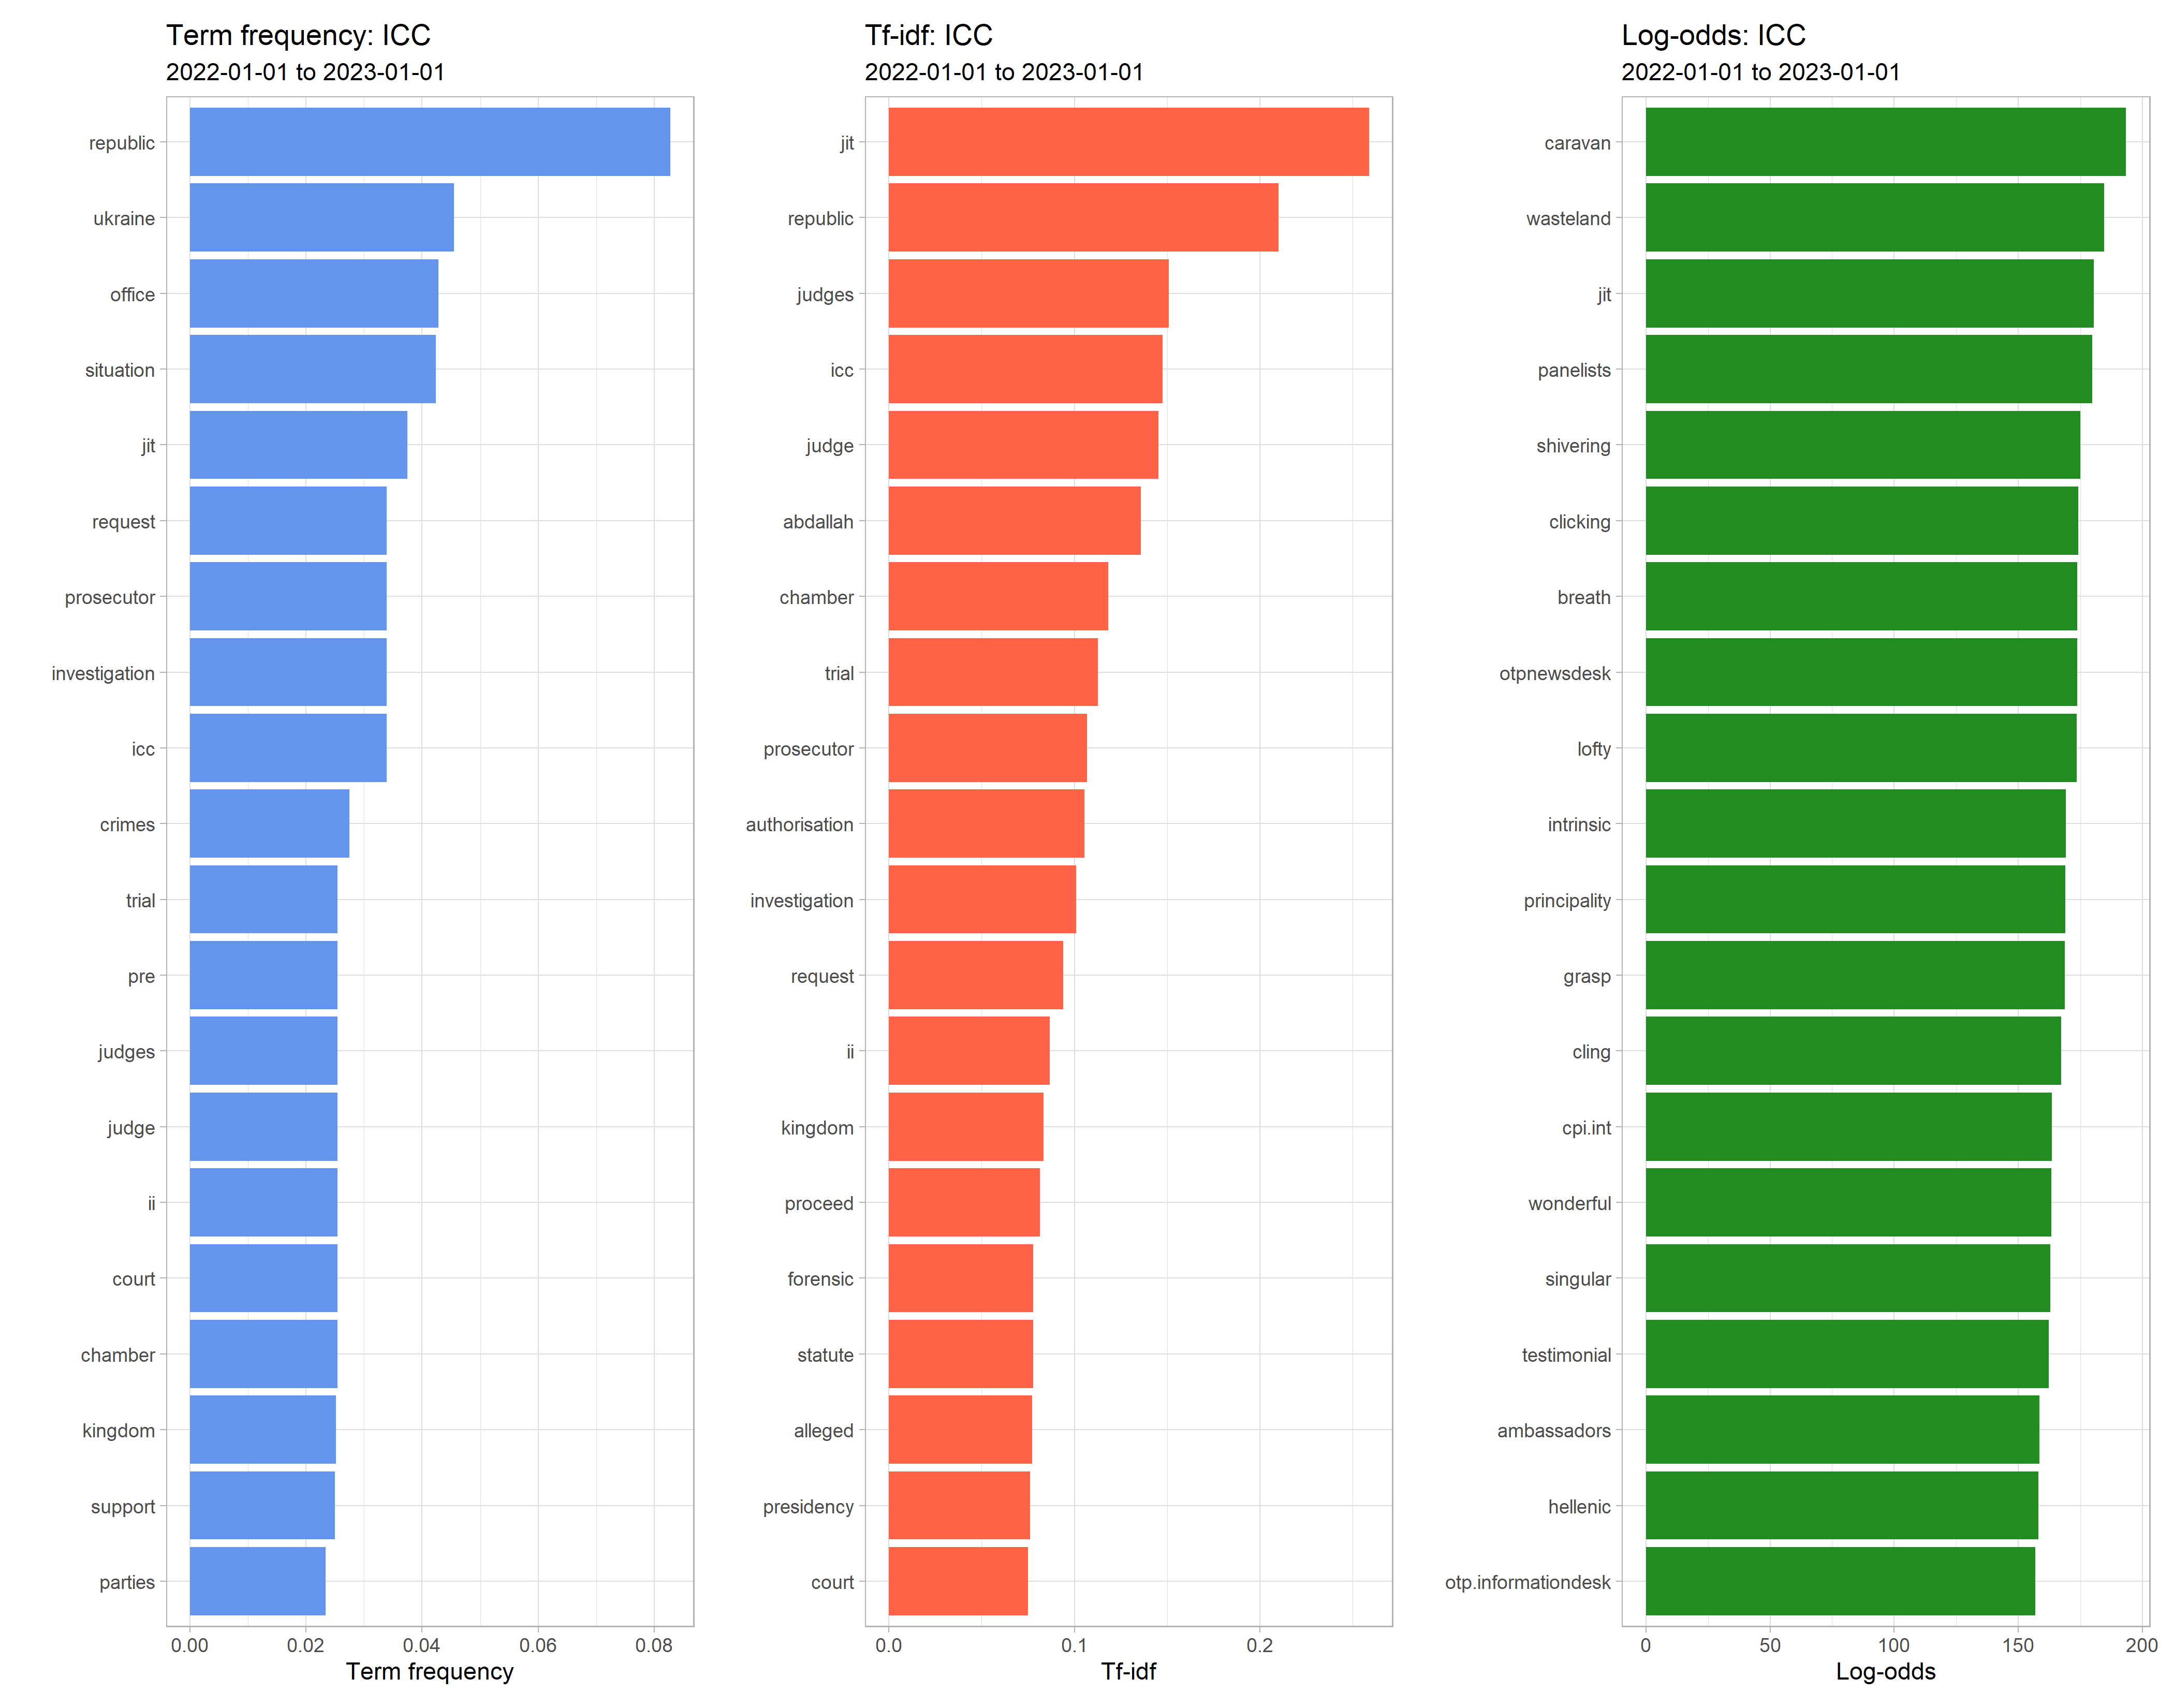 Term frequency: ICC
2022-01-01 to 2023-01-01
republic
ukraine
office
situation
jit
request
prosecutor
investigation
icc
crimes
trial
pre
judges
judge
ii
court
chamber
kingdom
support
parties
0.00 0.02 0.04 0.06 0.08
Term frequency
Tf-idf: ICC
2022-01-01 to 2023-01-01
jit
republic
judges
icc
judge
abdallah
chamber
trial
prosecutor
authorisation
investigation
request
ii
kingdom
proceed
forensic
statute
alleged
presidency
court
0.0 0.1 0.2
Tf-idf
Log-odds: ICC
2022-01-01 to 2023-01-01
caravan
wasteland
jit
panelists
shivering
clicking
breath
otpnewsdesk
lofty
intrinsic
principality
grasp
cling
cpi.int
wonderful
singular
testimonial
ambassadors
hellenic
otp.informationdesk
0 50 100 150 200
Log-odds